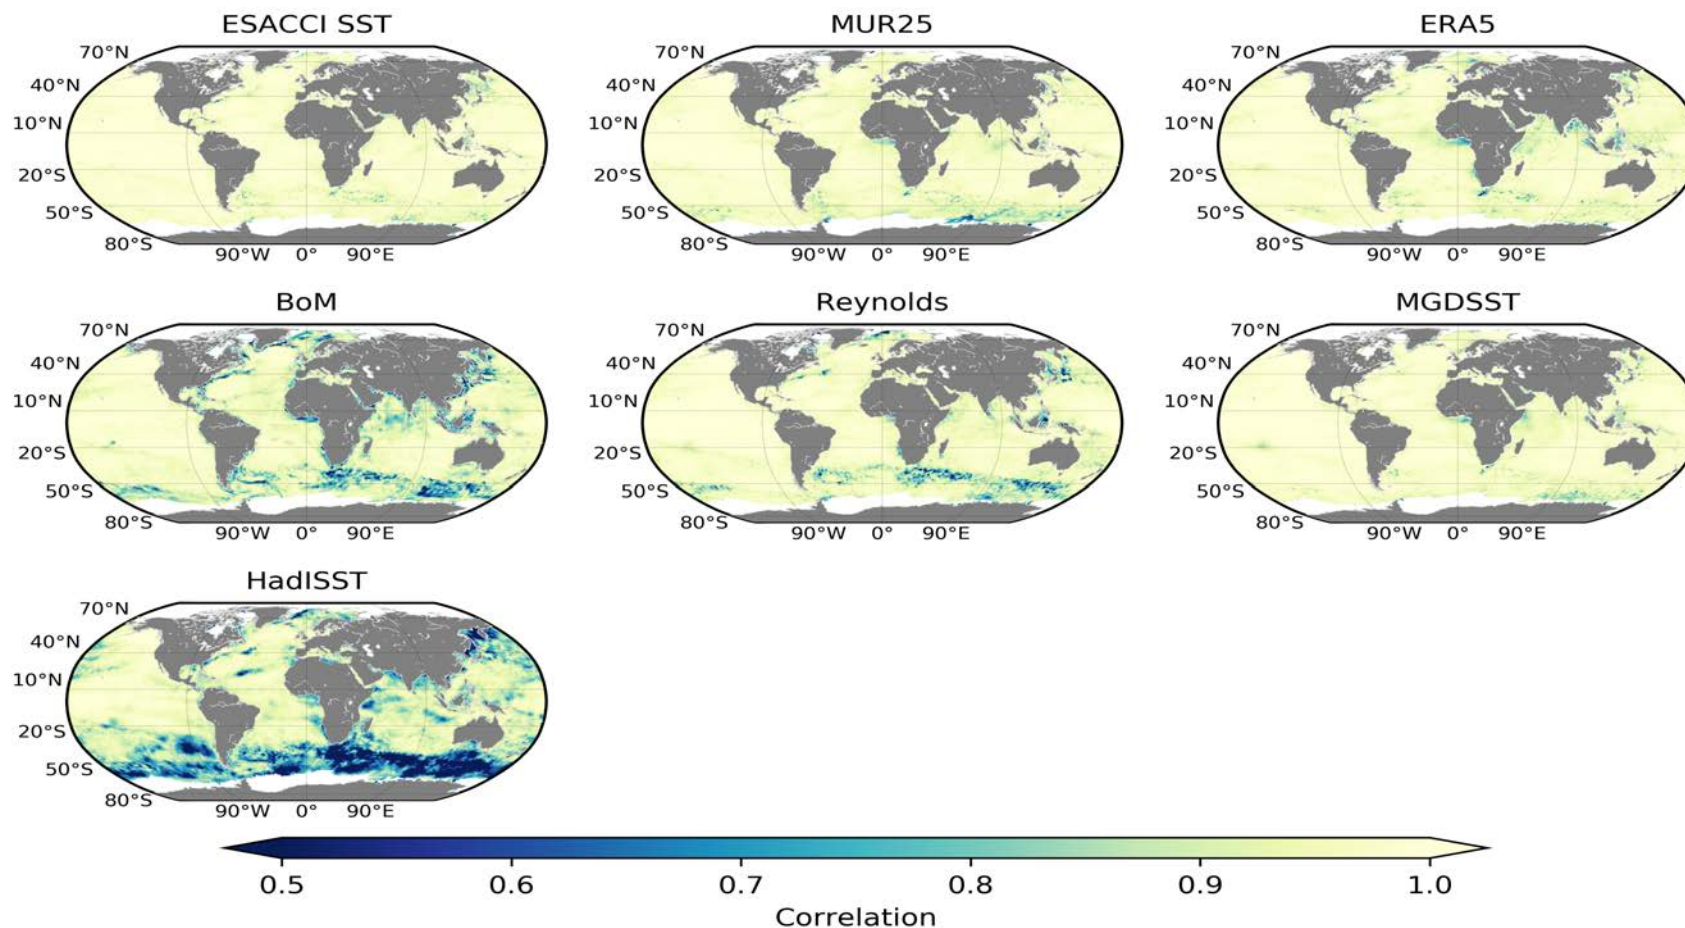 ESACCI SST MUR25 ERA5
70°N 70°N 70°N
40°N 40°N 40°N
10°N 10°N 10°N
20°S 20°S 20°S
50°S 50°S 50°S
80°S 80°S 80°S
90°W 0° 90°E 90°W 0° 90°E 90°W 0° 90°E
BoM Reynolds MGDSST
70°N 70°N 70°N
40°N 40°N 40°N
10°N 10°N 10°N
20°S 20°S 20°S
50°S 50°S 50°S
80°S 80°S 80°S
90°W 0° 90°E 90°W 0° 90°E 90°W 0° 90°E
HadISST
70°N
40°N
10°N
20°S
50°S
80°S
90°W 0° 90°E
0.5 0.6 0.7 0.8 0.9 1.0
Correlation